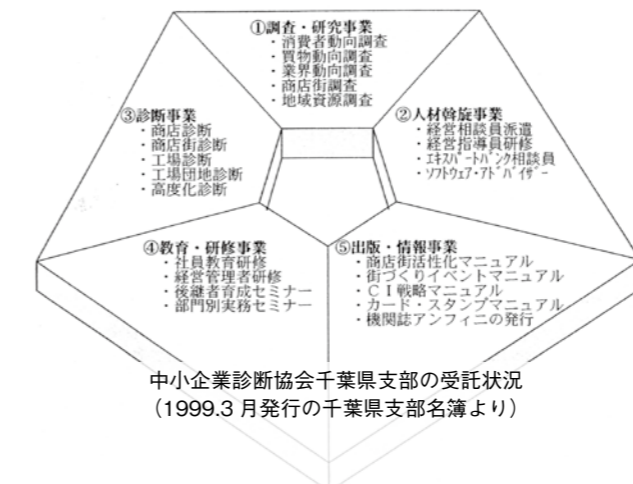 ①調査・研究事業
・消費者動向調査
・買物動向調査
・業界動向調査
・商店街調査
・地域資源調査
②人材斡旋事業
・経営相談員派遣
・経営指導員研修
・ｴｷｽﾊﾟｰﾄﾊﾞﾝｸ相談員
・ｿﾌﾄｳｪｱ・ｱﾄﾞﾊﾞｲｻﾞｰ
③診断事業
・商店診断
・商店街診断
・工場診断
・工場団地診断
・高度化診断
④教育・研修事業
・社員教育研修
・経営管理者研修
・後継者育成セミナー
・部門別実務セミナー
⑤出版・情報事業
・商店街活性化マニュアル
・街づくりイベントマニュアル
・ＣＩ戦略マニュアル
・カード・スタンプマニュアル
・機関誌アンフィニの発行
中小企業診断協会千葉県支部の受託状況
（1999.3 月発行の千葉県支部名簿より）